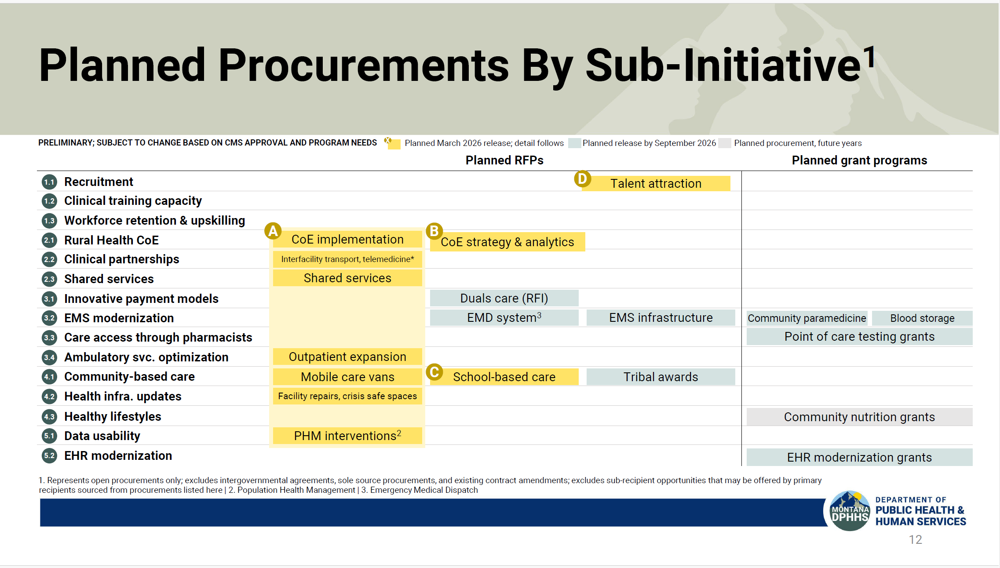 Planned Procurements By Sub-Initiative1
PRELIMINARY; SUBJECT TO CHANGE BASED ON CMS APPROVAL AND PROGRAM NEEDS X Planned March 2026 release; detail follows Planned release by September 2026 Planned procurement, future years
Planned RFPs Planned grant programs
1.1 Recruitment D Talent attraction
1.2 Clinical training capacity
1.3 Workforce retention & upskilling
2.1 Rural Health CoE A CoE implementation B CoE strategy & analytics
2.2 Clinical partnerships Interfacility transport, telemedicine*
2.3 Shared services Shared services
3.1 Innovative payment models Duals care (RFI)
3.2 EMS modernization EMD system3 EMS infrastructure Community paramedicine Blood storage
3.3 Care access through pharmacists Point of care testing grants
3.4 Ambulatory svc. optimization Outpatient expansion
4.1 Community-based care Mobile care vans C School-based care Tribal awards
4.2 Health infra. updates Facility repairs, crisis safe spaces
4.3 Healthy lifestyles Community nutrition grants
5.1 Data usability PHM interventions2
5.2 EHR modernization EHR modernization grants
1. Represents open procurements only; excludes intergovernmental agreements, sole source procurements, and existing contract amendments; excludes sub-recipient opportunities that may be offered by primary
recipients sourced from procurements listed here | 2. Population Health Management | 3. Emergency Medical Dispatch
MONTANA
DPHHS
DEPARTMENT OF
PUBLIC HEALTH &
HUMAN SERVICES
12